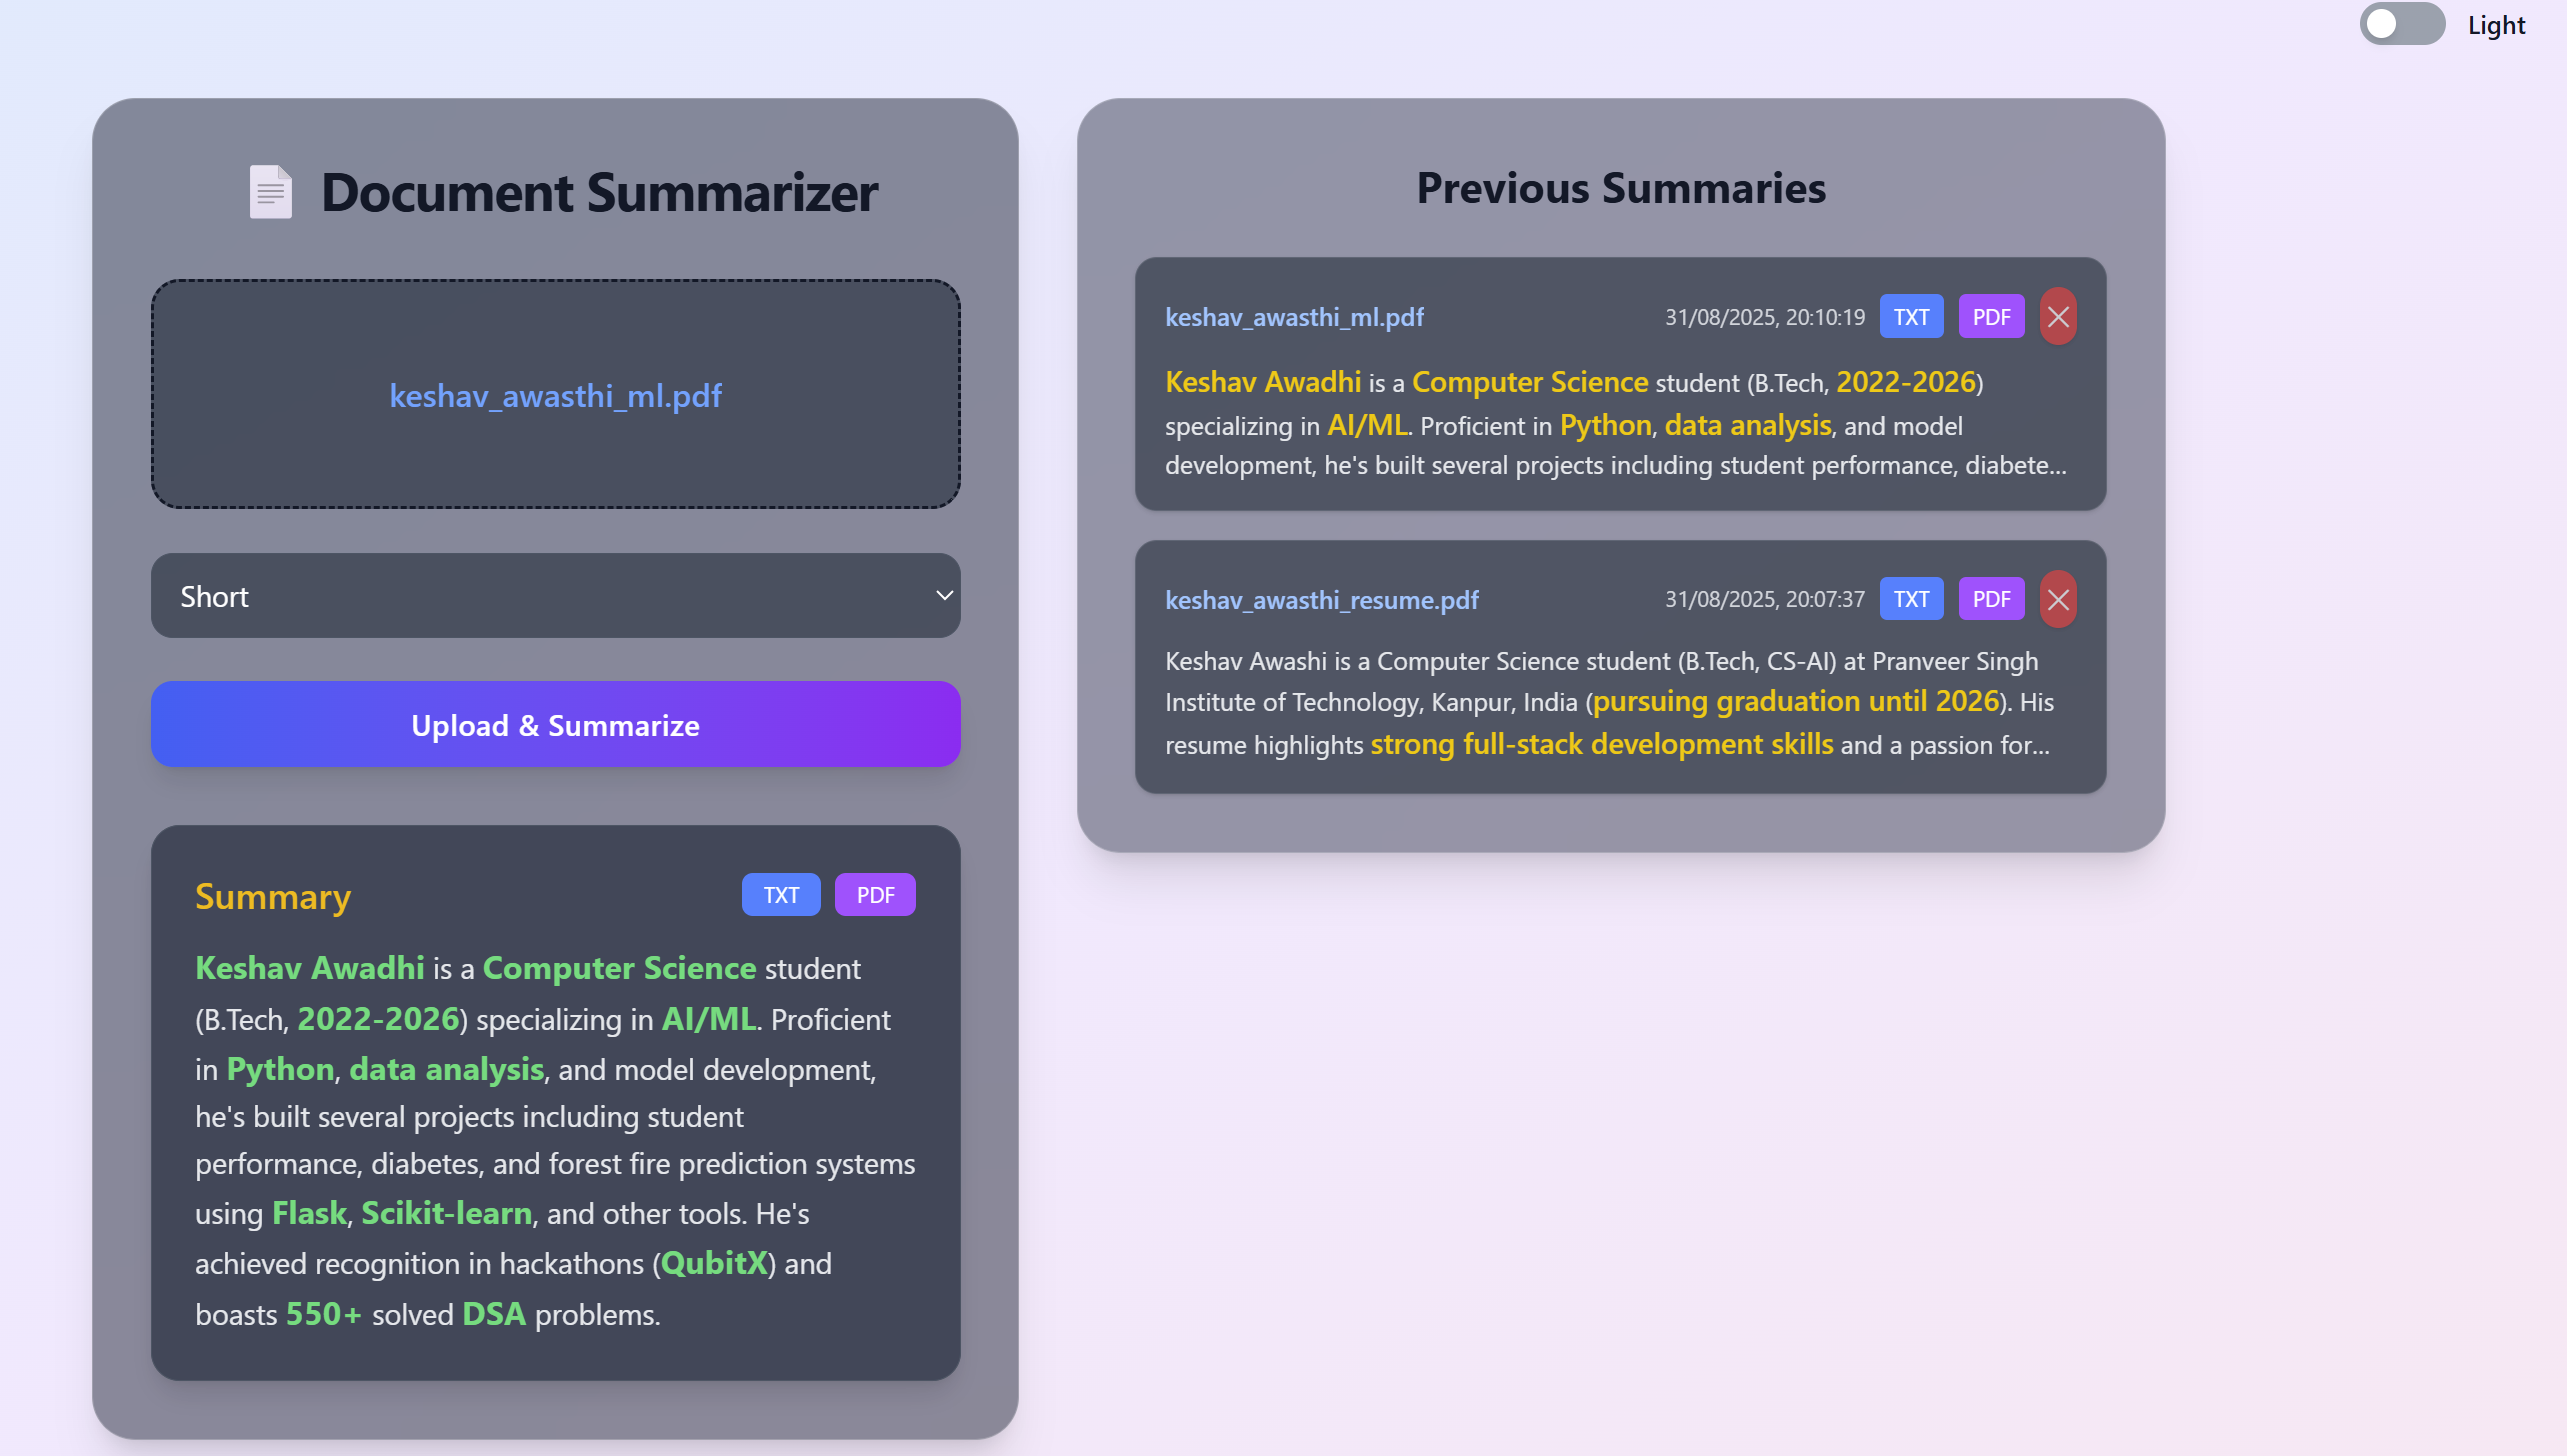 Light
Document Summarizer
keshav_awasthi_ml.pdf
Short
Upload & Summarize
Summary
TXT PDF
Keshav Awadhi is a Computer Science student
(B.Tech, 2022-2026) specializing in AI/ML. Proficient
in Python, data analysis, and model development,
he's built several projects including student
performance, diabetes, and forest fire prediction systems
using Flask, Scikit-learn, and other tools. He's
achieved recognition in hackathons (QubitX) and
boasts 550+ solved DSA problems.
Previous Summaries
keshav_awasthi_ml.pdf 31/08/2025, 20:10:19 TXT PDF
Keshav Awadhi is a Computer Science student (B.Tech, 2022-2026)
specializing in AI/ML. Proficient in Python, data analysis, and model
development, he's built several projects including student performance, diabete...
keshav_awasthi_resume.pdf 31/08/2025, 20:07:37 TXT PDF
Keshav Awashi is a Computer Science student (B.Tech, CS-AI) at Pranveer Singh
Institute of Technology, Kanpur, India (pursuing graduation until 2026). His
resume highlights strong full-stack development skills and a passion for...